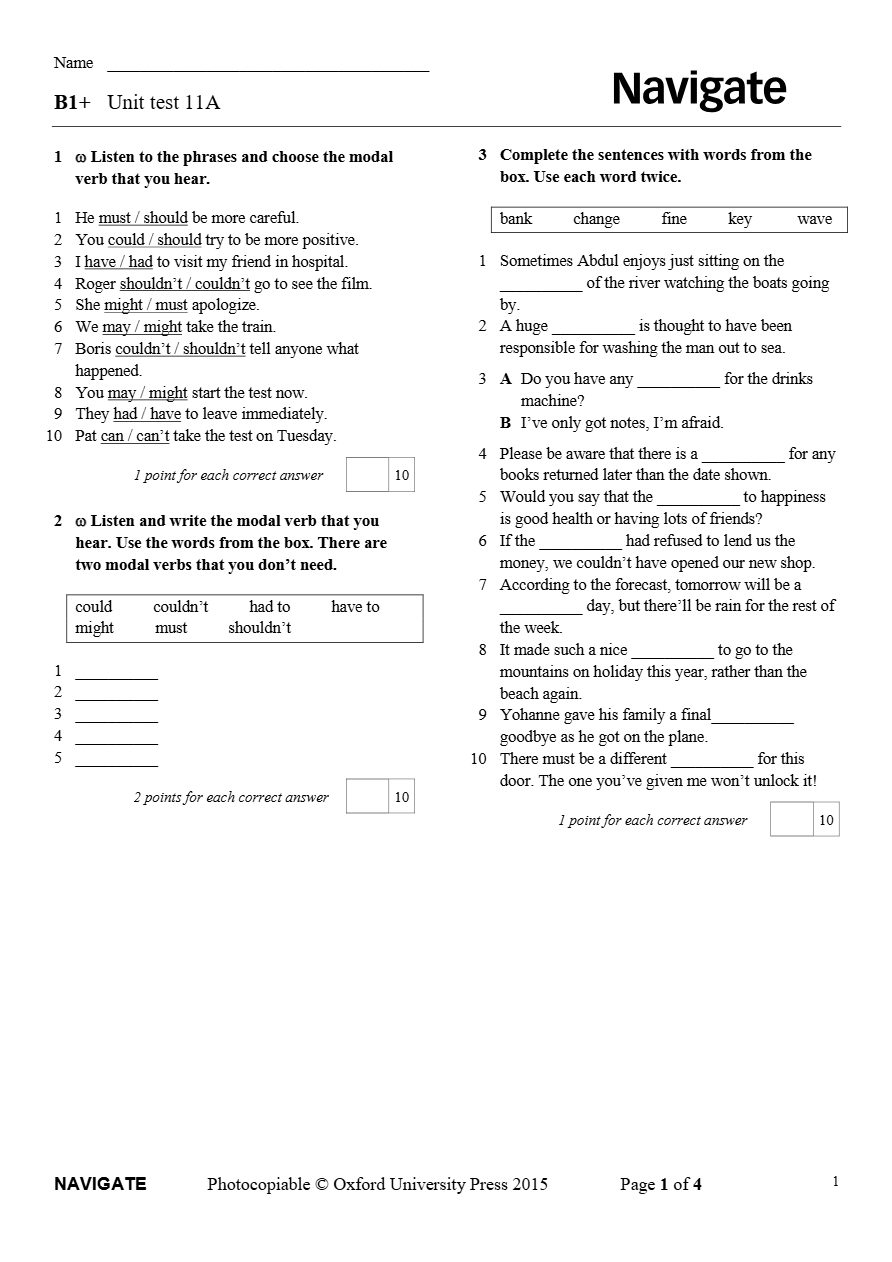 Name ______________________________________
Navigate
B1+ Unit test 11A
1 ω Listen to the phrases and choose the modal
verb that you hear.
1 He must / should be more careful.
2 You could / should try to be more positive.
3 I have / had to visit my friend in hospital.
4 Roger shouldn’t / couldn’t go to see the film.
5 She might / must apologize.
6 We may / might take the train.
7 Boris couldn’t / shouldn’t tell anyone what
happened.
8 You may / might start the test now.
9 They had / have to leave immediately.
10 Pat can / can’t take the test on Tuesday.
1 point for each correct answer 10
2 ω Listen and write the modal verb that you
hear. Use the words from the box. There are
two modal verbs that you don’t need.
could couldn’t had to have to
might must shouldn’t
1 __________
2 __________
3 __________
4 __________
5 __________
2 points for each correct answer 10
3 Complete the sentences with words from the
box. Use each word twice.
bank change fine key wave
1 Sometimes Abdul enjoys just sitting on the
__________ of the river watching the boats going
by.
2 A huge __________ is thought to have been
responsible for washing the man out to sea.
3 A Do you have any __________ for the drinks
machine?
B I’ve only got notes, I’m afraid.
4 Please be aware that there is a __________ for any
books returned later than the date shown.
5 Would you say that the __________ to happiness
is good health or having lots of friends?
6 If the __________ had refused to lend us the
money, we couldn’t have opened our new shop.
7 According to the forecast, tomorrow will be a
__________ day, but there’ll be rain for the rest of
the week.
8 It made such a nice __________ to go to the
mountains on holiday this year, rather than the
beach again.
9 Yohanne gave his family a final__________
goodbye as he got on the plane.
10 There must be a different __________ for this
door. The one you’ve given me won’t unlock it!
1 point for each correct answer 10
NAVIGATE Photocopiable © Oxford University Press 2015 Page 1 of 4 1